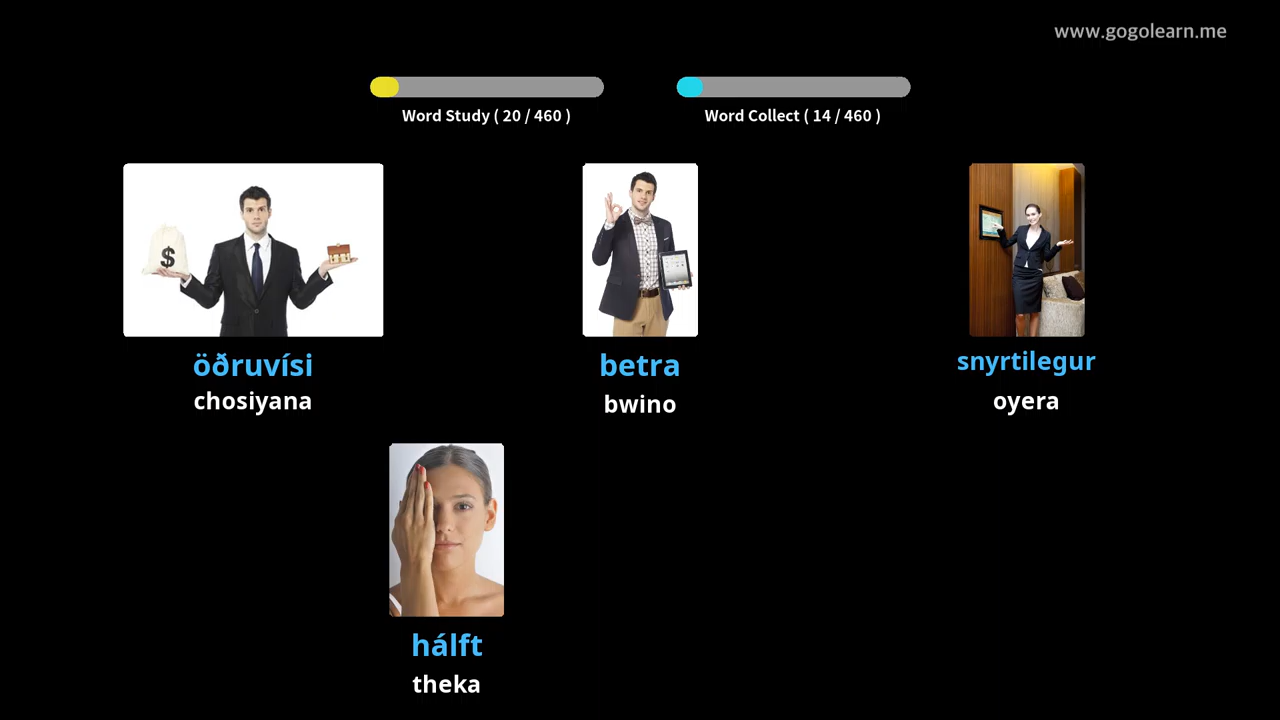 www.gogolearn.me
Word Study ( 20 / 460 )
Word Collect ( 14 / 460 )
$
öðruvísi
chosiyana
betra
bwino
snyrtilegur
oyera
hálft
theka